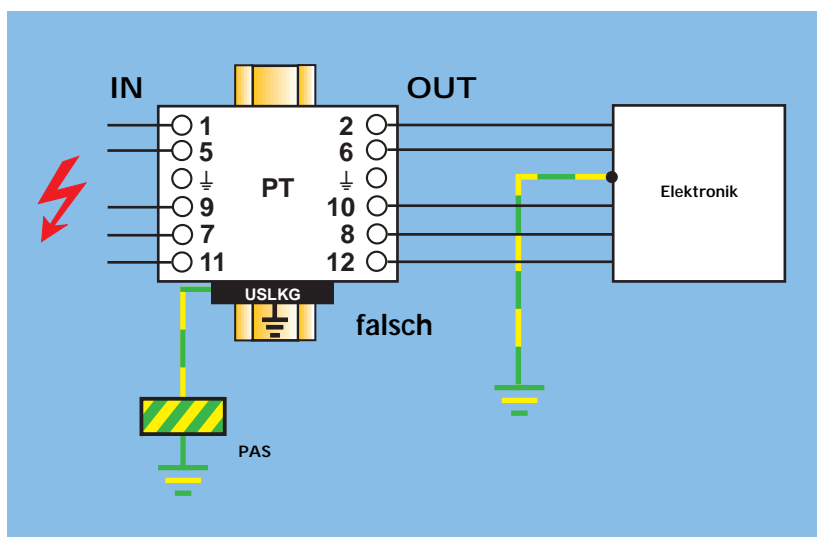 IN OUT
1 2
5 6
PT
Elektronik
9 10
7 8
11 12
USLKG
falsch
PAS